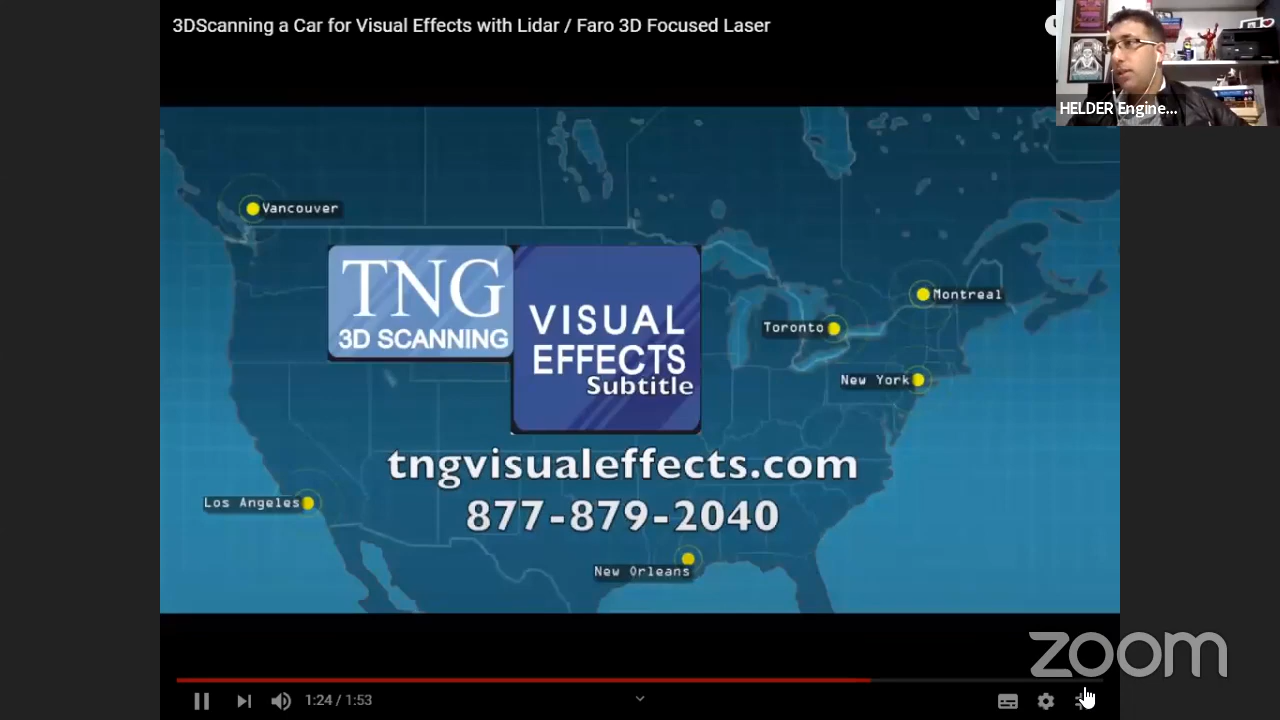 3DScanning a Car for Visual Effects with Lidar / Faro 3D Focused Laser
HELDER Engine...
Vancouver
TNG
3D SCANNING
VISUAL
EFFECTS
Subtitle
Montreal
Toronto
New York
tngvisualeffects.com
877-879-2040
Los Angeles
New Orleans
zoom
1:24 / 1:53